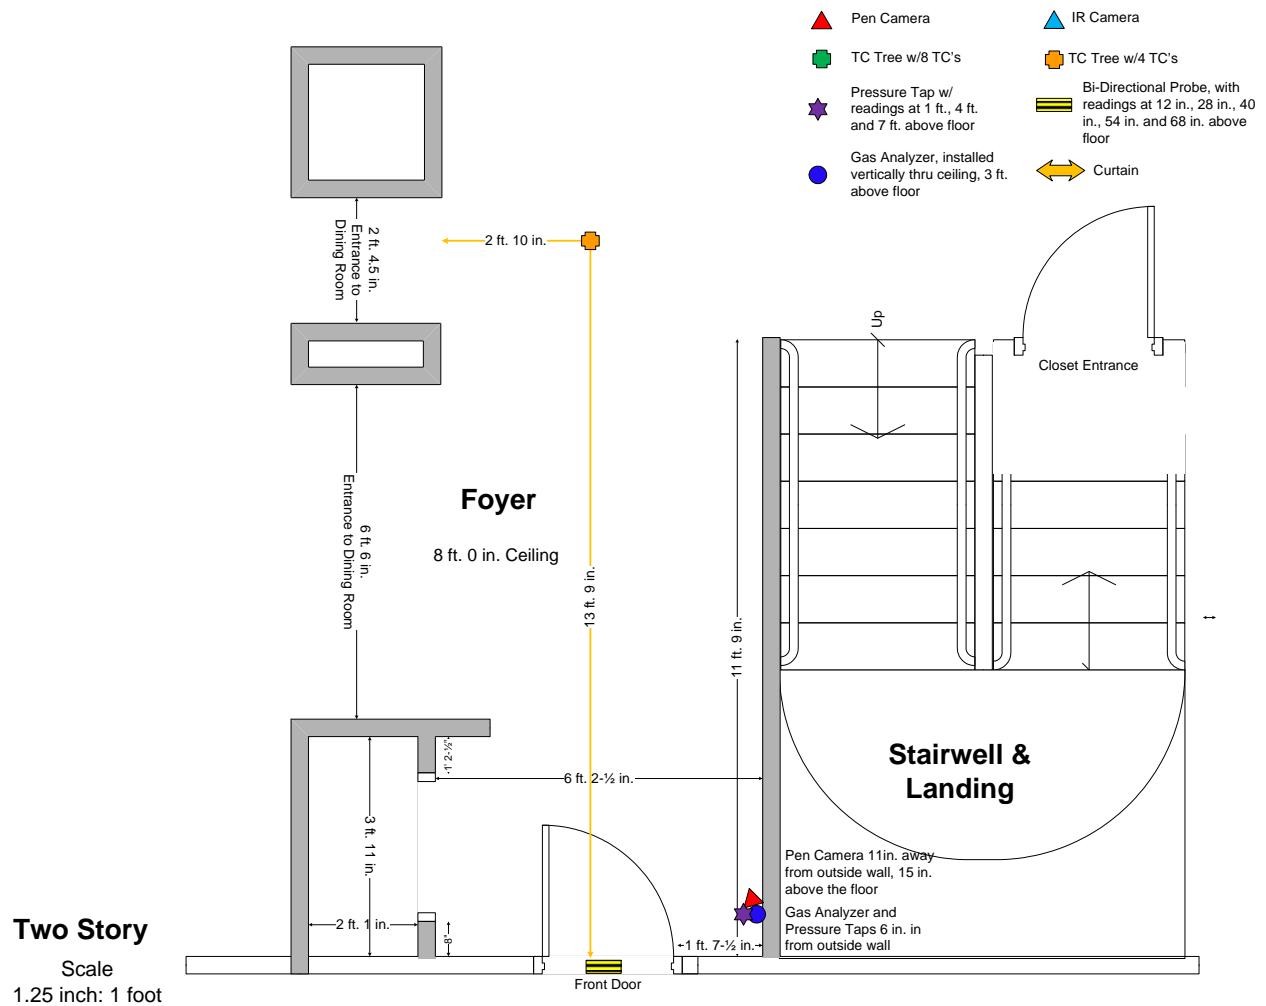 Pen Camera
IR Camera
TC Tree w/8 TC's
TC Tree w/4 TC's
Pressure Tap w/
readings at 1 ft., 4 ft.
and 7 ft. above floor
Bi-Directional Probe, with
readings at 12 in., 28 in., 40
in., 54 in. and 68 in. above
floor
Gas Analyzer, installed
vertically thru ceiling, 3 ft.
above floor
Curtain
2 ft. 4.5 in.
Entrance to
Dining Room
2 ft. 10 in.
Up
Closet Entrance
6 ft. 6 in.
Entrance to Dining Room
Foyer
8 ft. 0 in. Ceiling
13 ft. 9 in.
11 ft. 9 in.
1' 2-½"
6 ft. 2-½ in.
Stairwell &
Landing
3 ft.
11 in.
Pen Camera 11in. away
from outside wall, 15 in.
above the floor
Gas Analyzer and
Pressure Taps 6 in. in
from outside wall
2 ft. 1 in.
8"
1 ft. 7-½ in.
Front Door
Two Story
Scale
1.25 inch: 1 foot